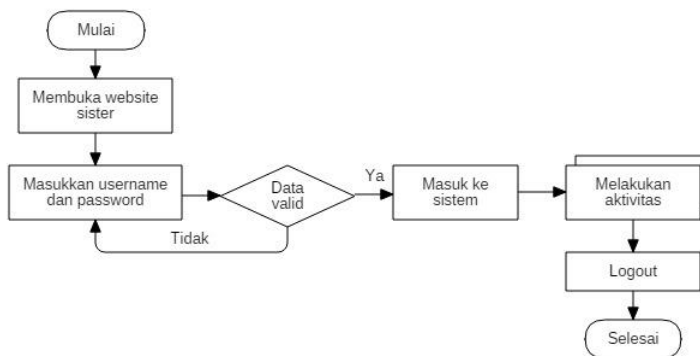 Mulai
Membuka website
sister
Masukkan username
dan password
Data
valid
Ya
Tidak
Masuk ke
sistem
Melakukan
aktivitas
Logout
Selesai